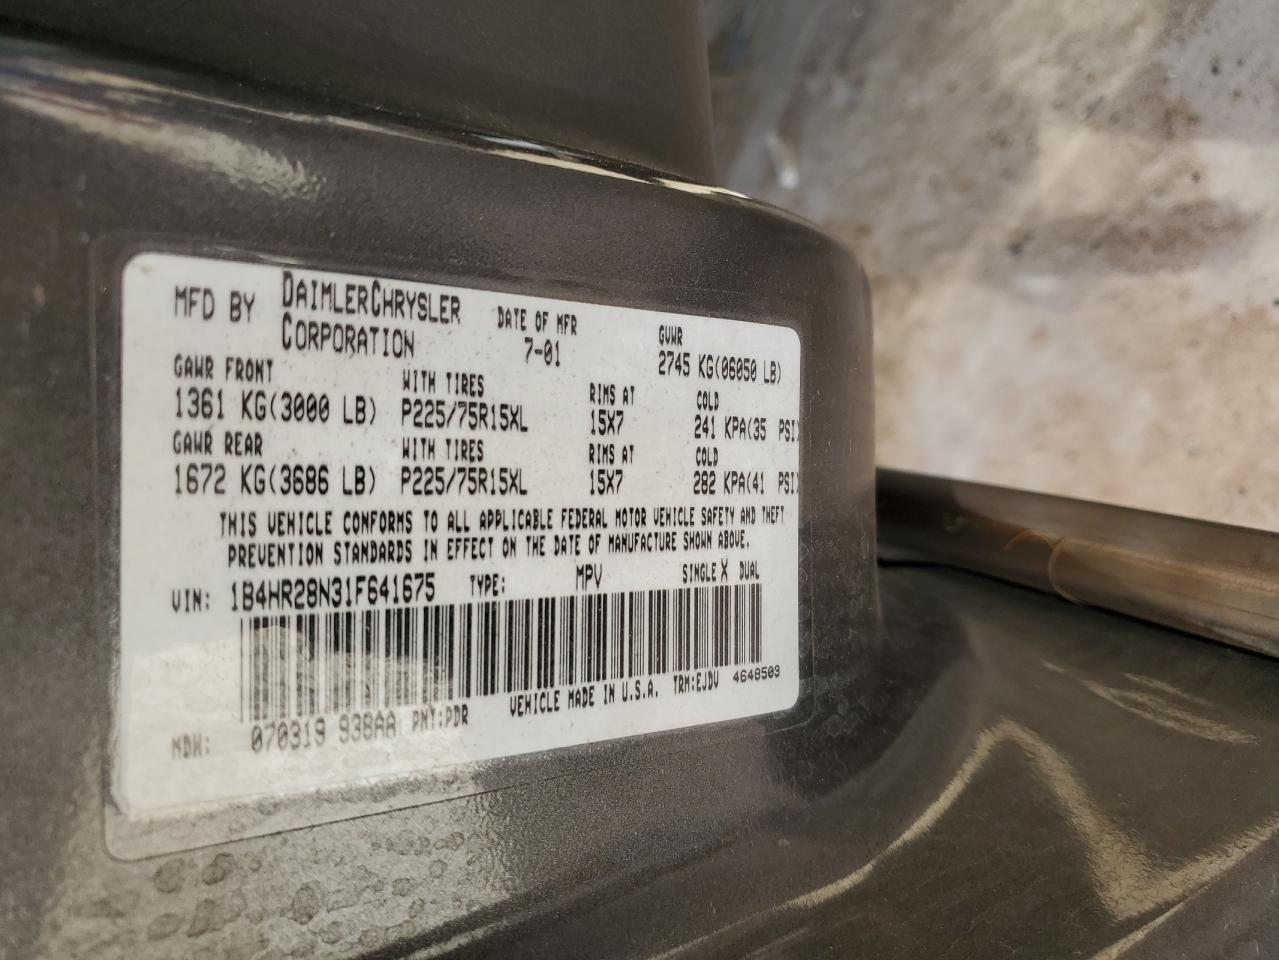 MFD BY DAIMLERCHRYSLER CORPORATION DATE OF MFR 7-01 GVWR 2745 KG(06050 LB)
GAWR FRONT WITH TIRES RIMS AT COLD
1361 KG(3000 LB) P225/75R15XL 15X7 241 KPA(35 PSI)
GAWR REAR WITH TIRES RIMS AT COLD
1672 KG(3686 LB) P225/75R15XL 15X7 282 KPA(41 PSI)
THIS VEHICLE CONFORMS TO ALL APPLICABLE FEDERAL MOTOR VEHICLE SAFETY AND THEFT
PREVENTION STANDARDS IN EFFECT ON THE DATE OF MANUFACTURE SHOWN ABOVE.
VIN: 1B4HR28N31F641675 TYPE: MPV SINGLE X DUAL
MDH: 070319 938AA PNT:PDR VEHICLE MADE IN U.S.A. TRM:EJDV 4648503